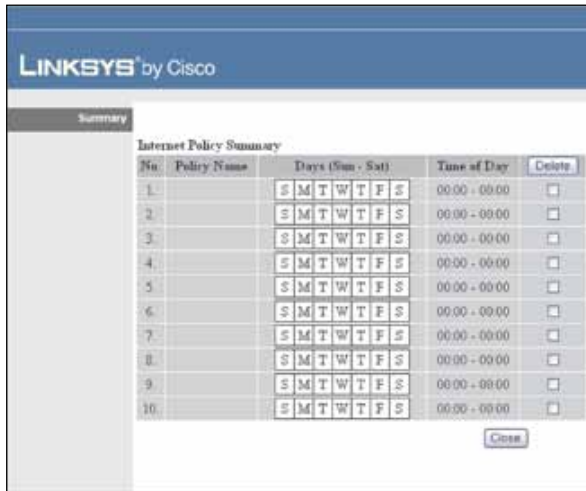 LINKSYS® by Cisco
Summary
Internet Policy Summary
No. Policy Name Days (Sun - Sat) Time of Day Delete
1. S M T W T F S 00:00 - 00:00
2. S M T W T F S 00:00 - 00:00
3. S M T W T F S 00:00 - 00:00
4. S M T W T F S 00:00 - 00:00
5. S M T W T F S 00:00 - 00:00
6. S M T W T F S 00:00 - 00:00
7. S M T W T F S 00:00 - 00:00
8. S M T W T F S 00:00 - 00:00
9. S M T W T F S 00:00 - 00:00
10. S M T W T F S 00:00 - 00:00
Close